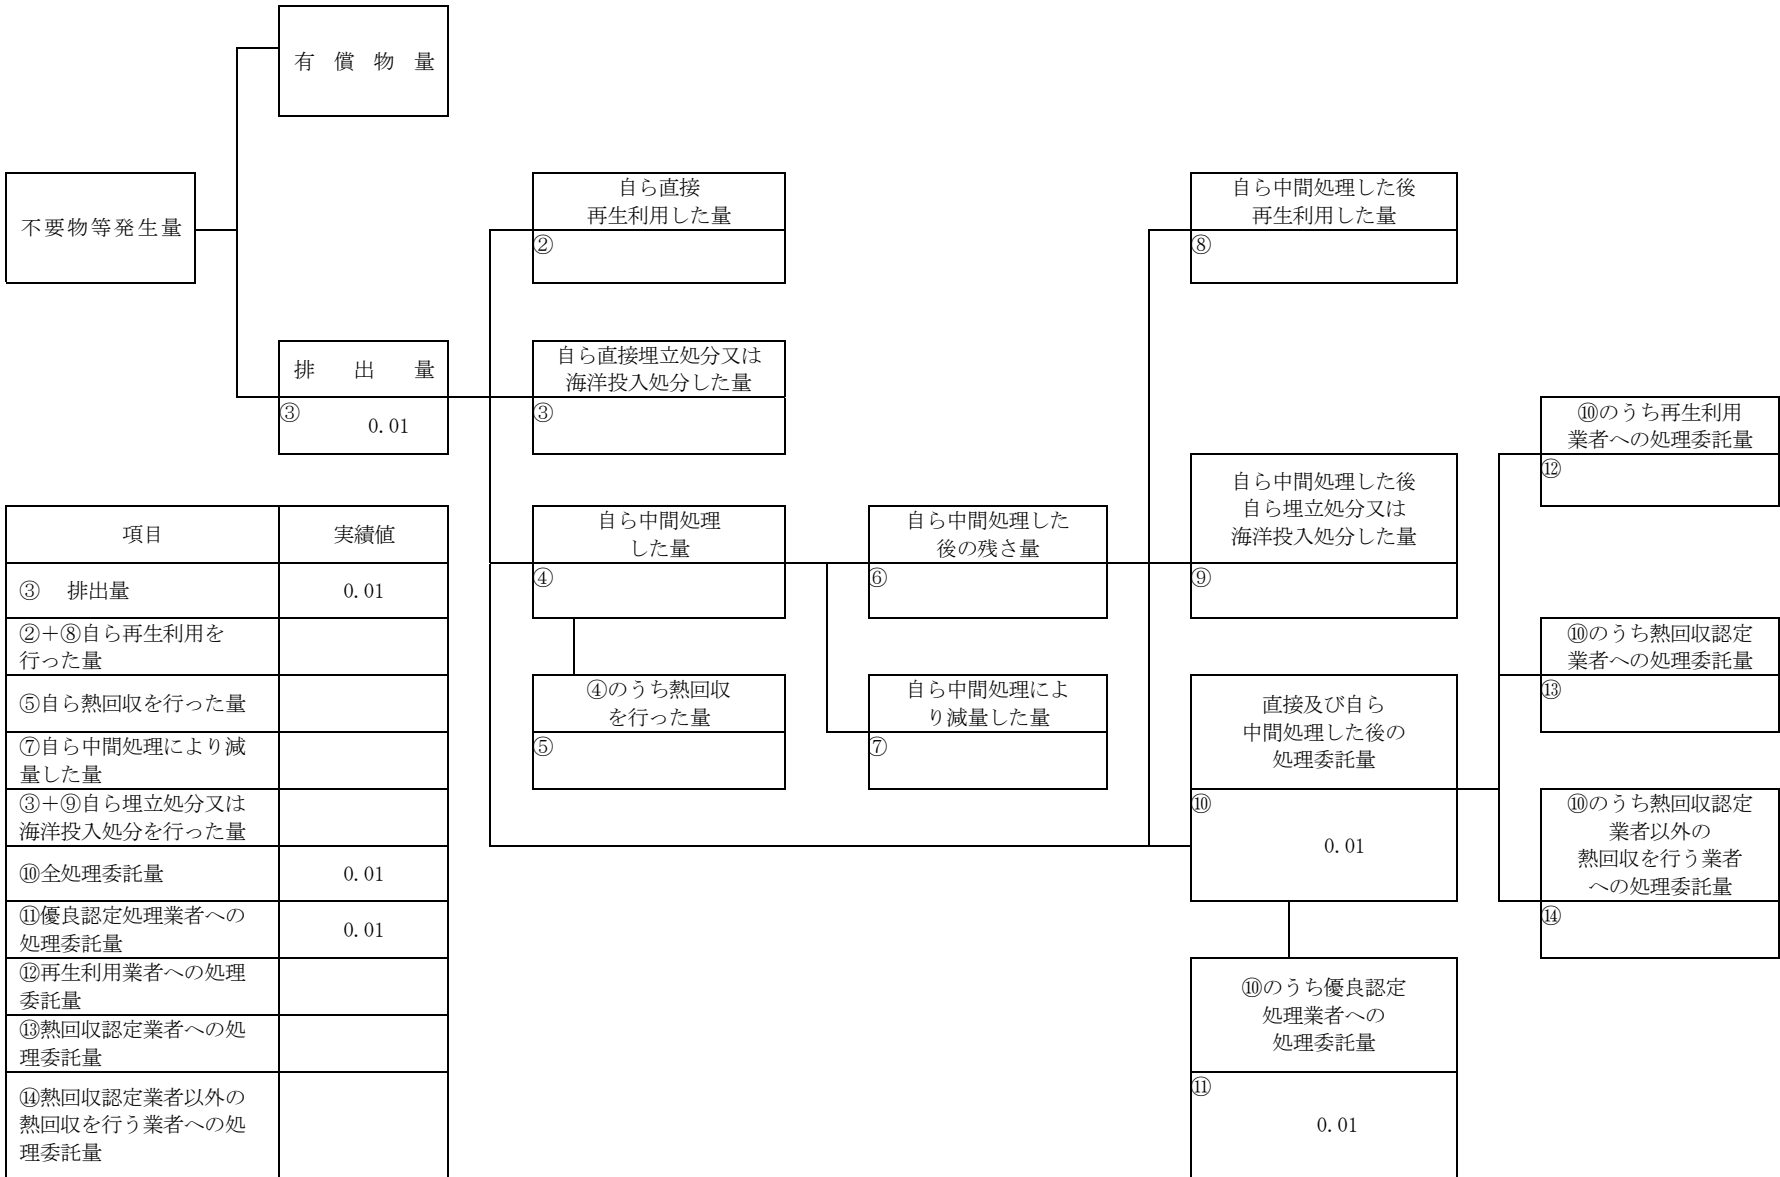 有償物量
不要物等発生量
自ら直接
再生利用した量
②
自ら中間処理した後
再生利用した量
⑧
排出量
③
0.01
自ら直接埋立処分又は
海洋投入処分した量
③
⑩のうち再生利用
業者への処理委託量
⑫
自ら中間処理
した量
④
自ら中間処理した
後の残さ量
⑥
自ら中間処理した後
自ら埋立処分又は
海洋投入処分した量
⑨
⑩のうち熱回収認定
業者への処理委託量
⑬
④のうち熱回収
を行った量
⑤
自ら中間処理によ
り減量した量
⑦
直接及び自ら
中間処理した後の
処理委託量
⑩
0.01
⑩のうち熱回収認定
業者以外の
熱回収を行う業者
への処理委託量
⑭
⑩のうち優良認定
処理業者への
処理委託量
⑪
0.01
項目 実績値
③ 排出量 0.01
②＋⑧自ら再生利用を
行った量
⑤自ら熱回収を行った量
⑦自ら中間処理により減
量した量
③＋⑨自ら埋立処分又は
海洋投入処分を行った量
⑩全処理委託量 0.01
⑪優良認定処理業者への
処理委託量 0.01
⑫再生利用業者への処理
委託量
⑬熱回収認定業者への処
理委託量
⑭熱回収認定業者以外の
熱回収を行う業者への処
理委託量